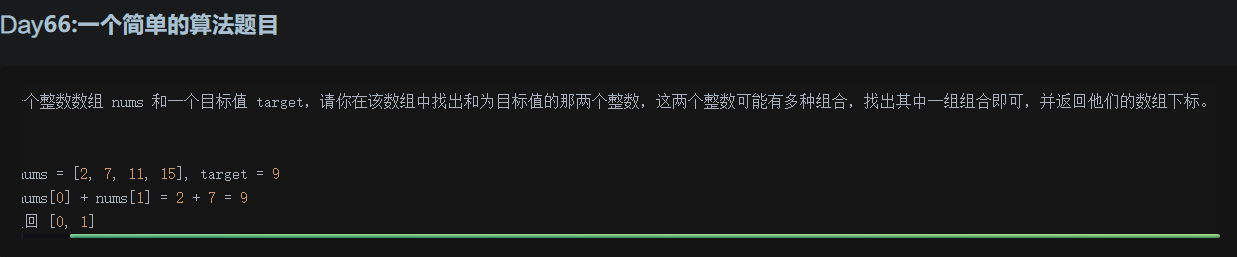 Day66:一个简单的算法题目
个整数数组 nums 和一个目标值 target，请你在该数组中找出和为目标值的那两个整数，这两个整数可能有多种组合，找出其中一组组合即可，并返回他们的数组下标。
ums = [2, 7, 11, 15], target = 9
ums[0] + nums[1] = 2 + 7 = 9
回 [0, 1]